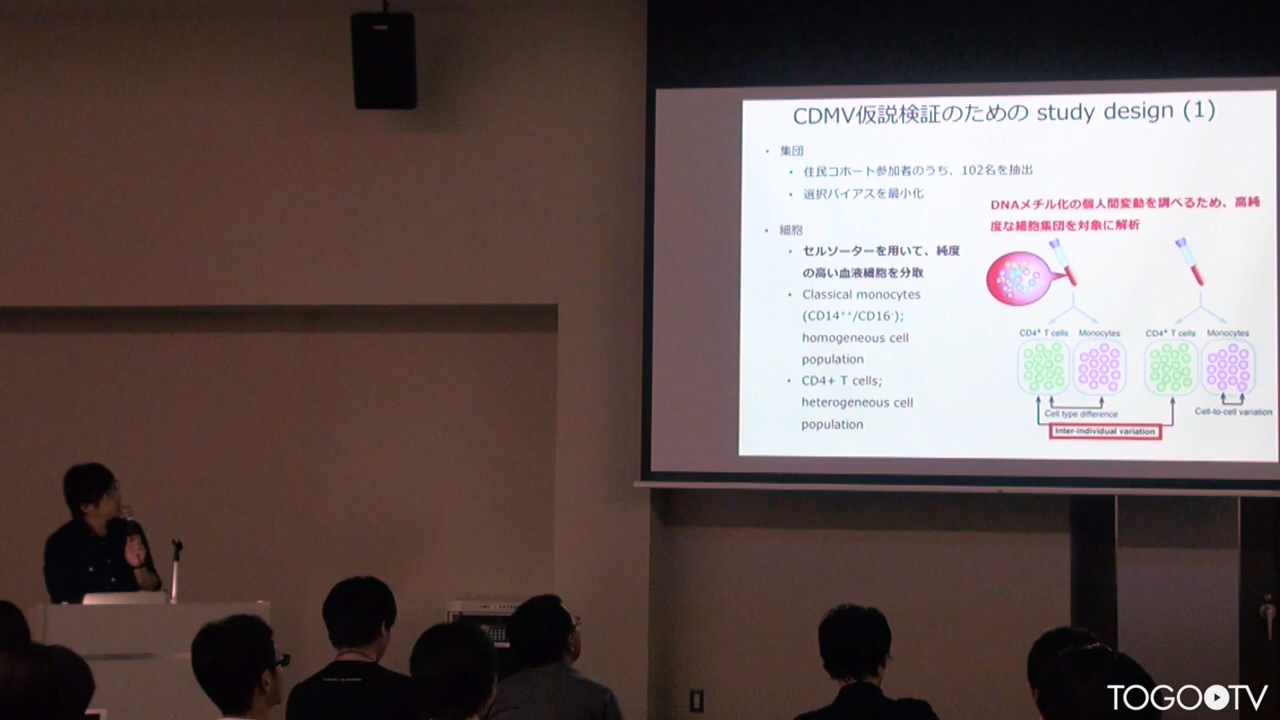 CDMV仮説検証のための study design (1)
• 集団
• 住民コホート参加者のうち、102名を抽出
• 選択バイアスを最小化
• 細胞
• セルソーターを用いて、純度
の高い血液細胞を分取
• Classical monocytes
(CD14⁺⁺/CD16⁻);
homogeneous cell
population
• CD4+ T cells;
heterogeneous cell
population
DNAメチル化の個人間変動を調べるため、高純
度な細胞集団を対象に解析
CD4⁺ T cells Monocytes CD4⁺ T cells Monocytes
Cell type difference
Cell-to-cell variation
Inter-individual variation
TOGOTV